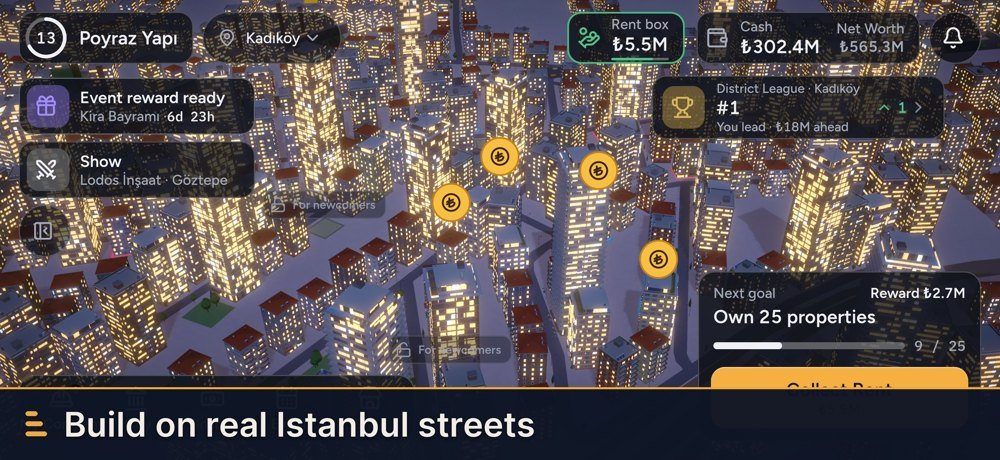 13 Poyraz Yapı
Kadıköy
Rent box
₺5.5M
Cash
₺302.4M
Net Worth
₺565.3M
Event reward ready
Kira Bayramı 6d 23h
District League · Kadıköy
#1
1
You lead · ₺18M ahead
Show
Lodos İnşaat · Göztepe
For newcomers
For newcomers
Next goal
Reward ₺2.7M
Own 25 properties
9 / 25
Collect Rent
Build on real Istanbul streets